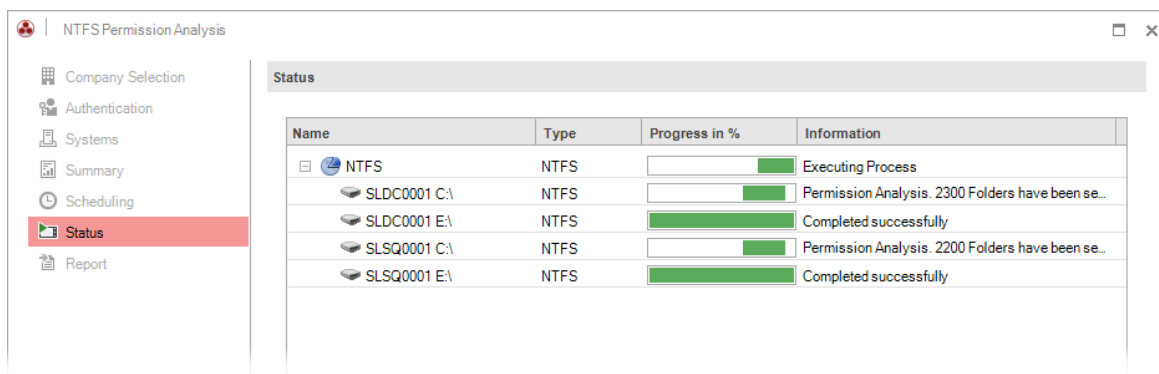 NTFS Permission Analysis
Company Selection
Authentication
Systems
Summary
Scheduling
Status
Report
Status
Name Type Progress in % Information
NTFS NTFS Executing Process
SLDC0001 C:\ NTFS Permission Analysis. 2300 Folders have been se...
SLDC0001 E:\ NTFS Completed successfully
SLSQ0001 C:\ NTFS Permission Analysis. 2200 Folders have been se...
SLSQ0001 E:\ NTFS Completed successfully